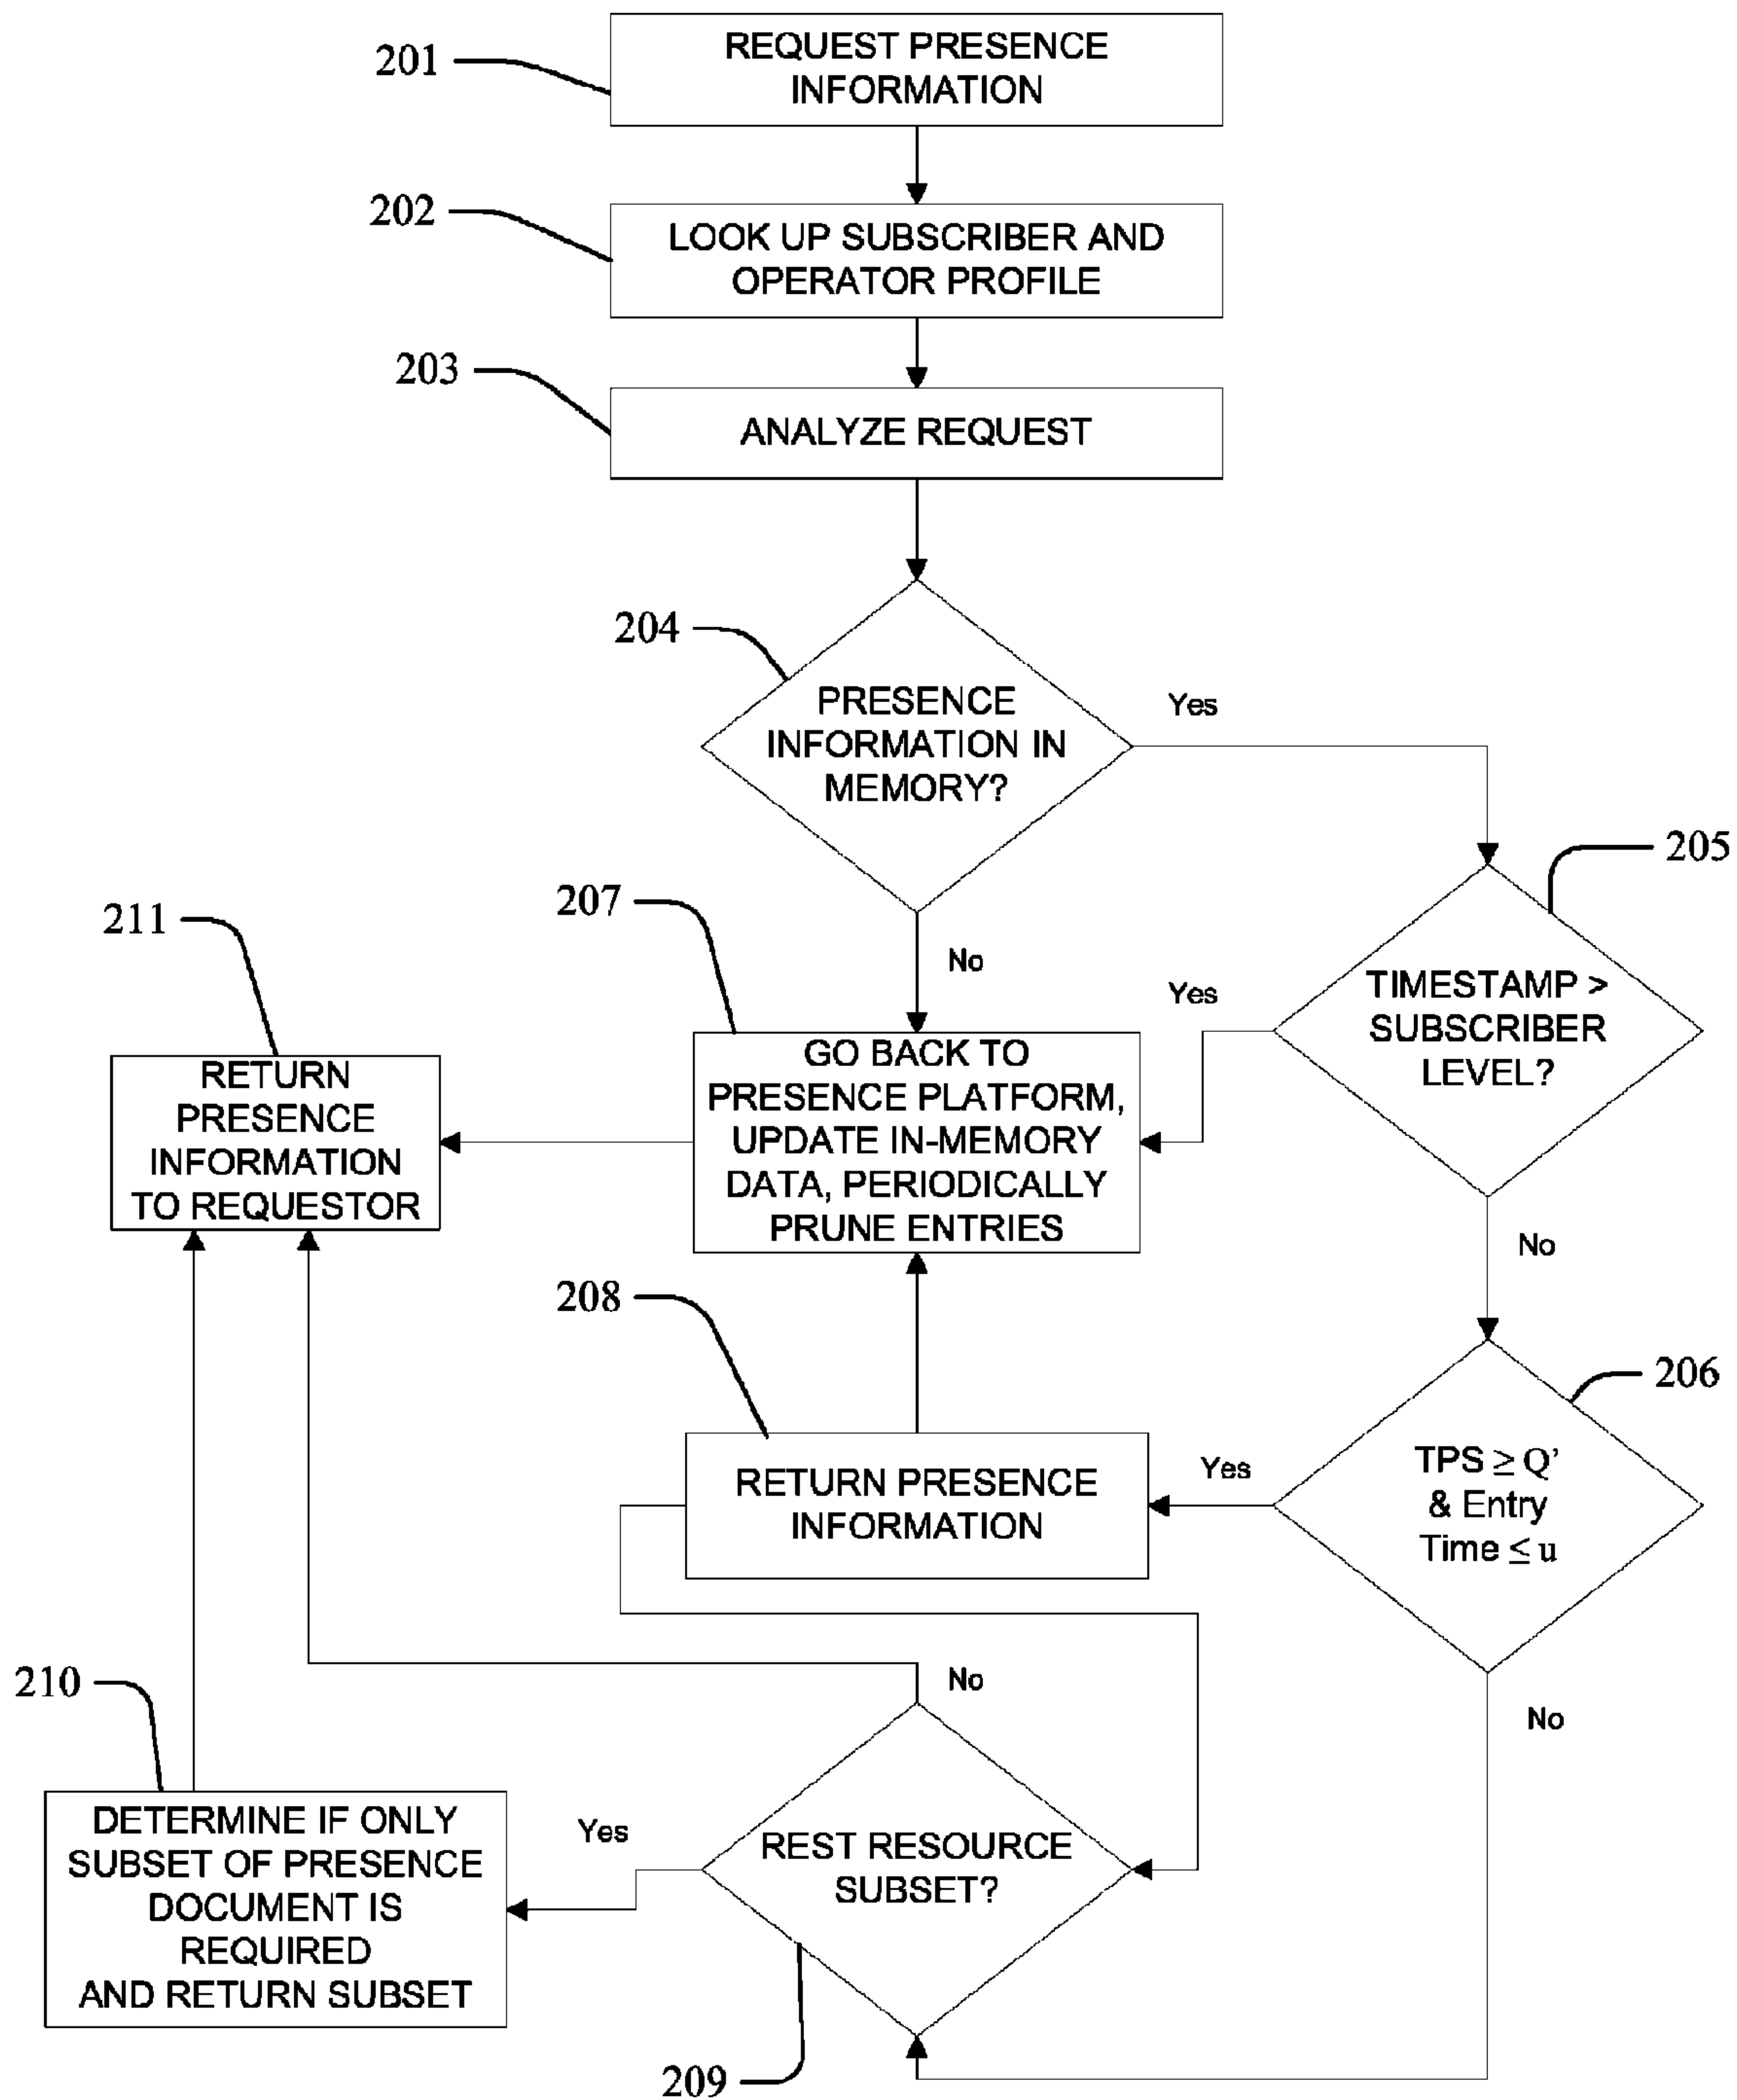 201
REQUEST PRESENCE
INFORMATION
202
LOOK UP SUBSCRIBER AND
OPERATOR PROFILE
203
ANALYZE REQUEST
204
PRESENCE
INFORMATION IN
MEMORY?
Yes
No
205
TIMESTAMP >
SUBSCRIBER
LEVEL?
Yes
No
207
GO BACK TO
PRESENCE PLATFORM,
UPDATE IN-MEMORY
DATA, PERIODICALLY
PRUNE ENTRIES
211
RETURN
PRESENCE
INFORMATION
TO REQUESTOR
206
TPS ≥ Q’
& Entry
Time ≤ u
Yes
No
208
RETURN PRESENCE
INFORMATION
209
REST RESOURCE
SUBSET?
No
Yes
210
DETERMINE IF ONLY
SUBSET OF PRESENCE
DOCUMENT IS
REQUIRED
AND RETURN SUBSET